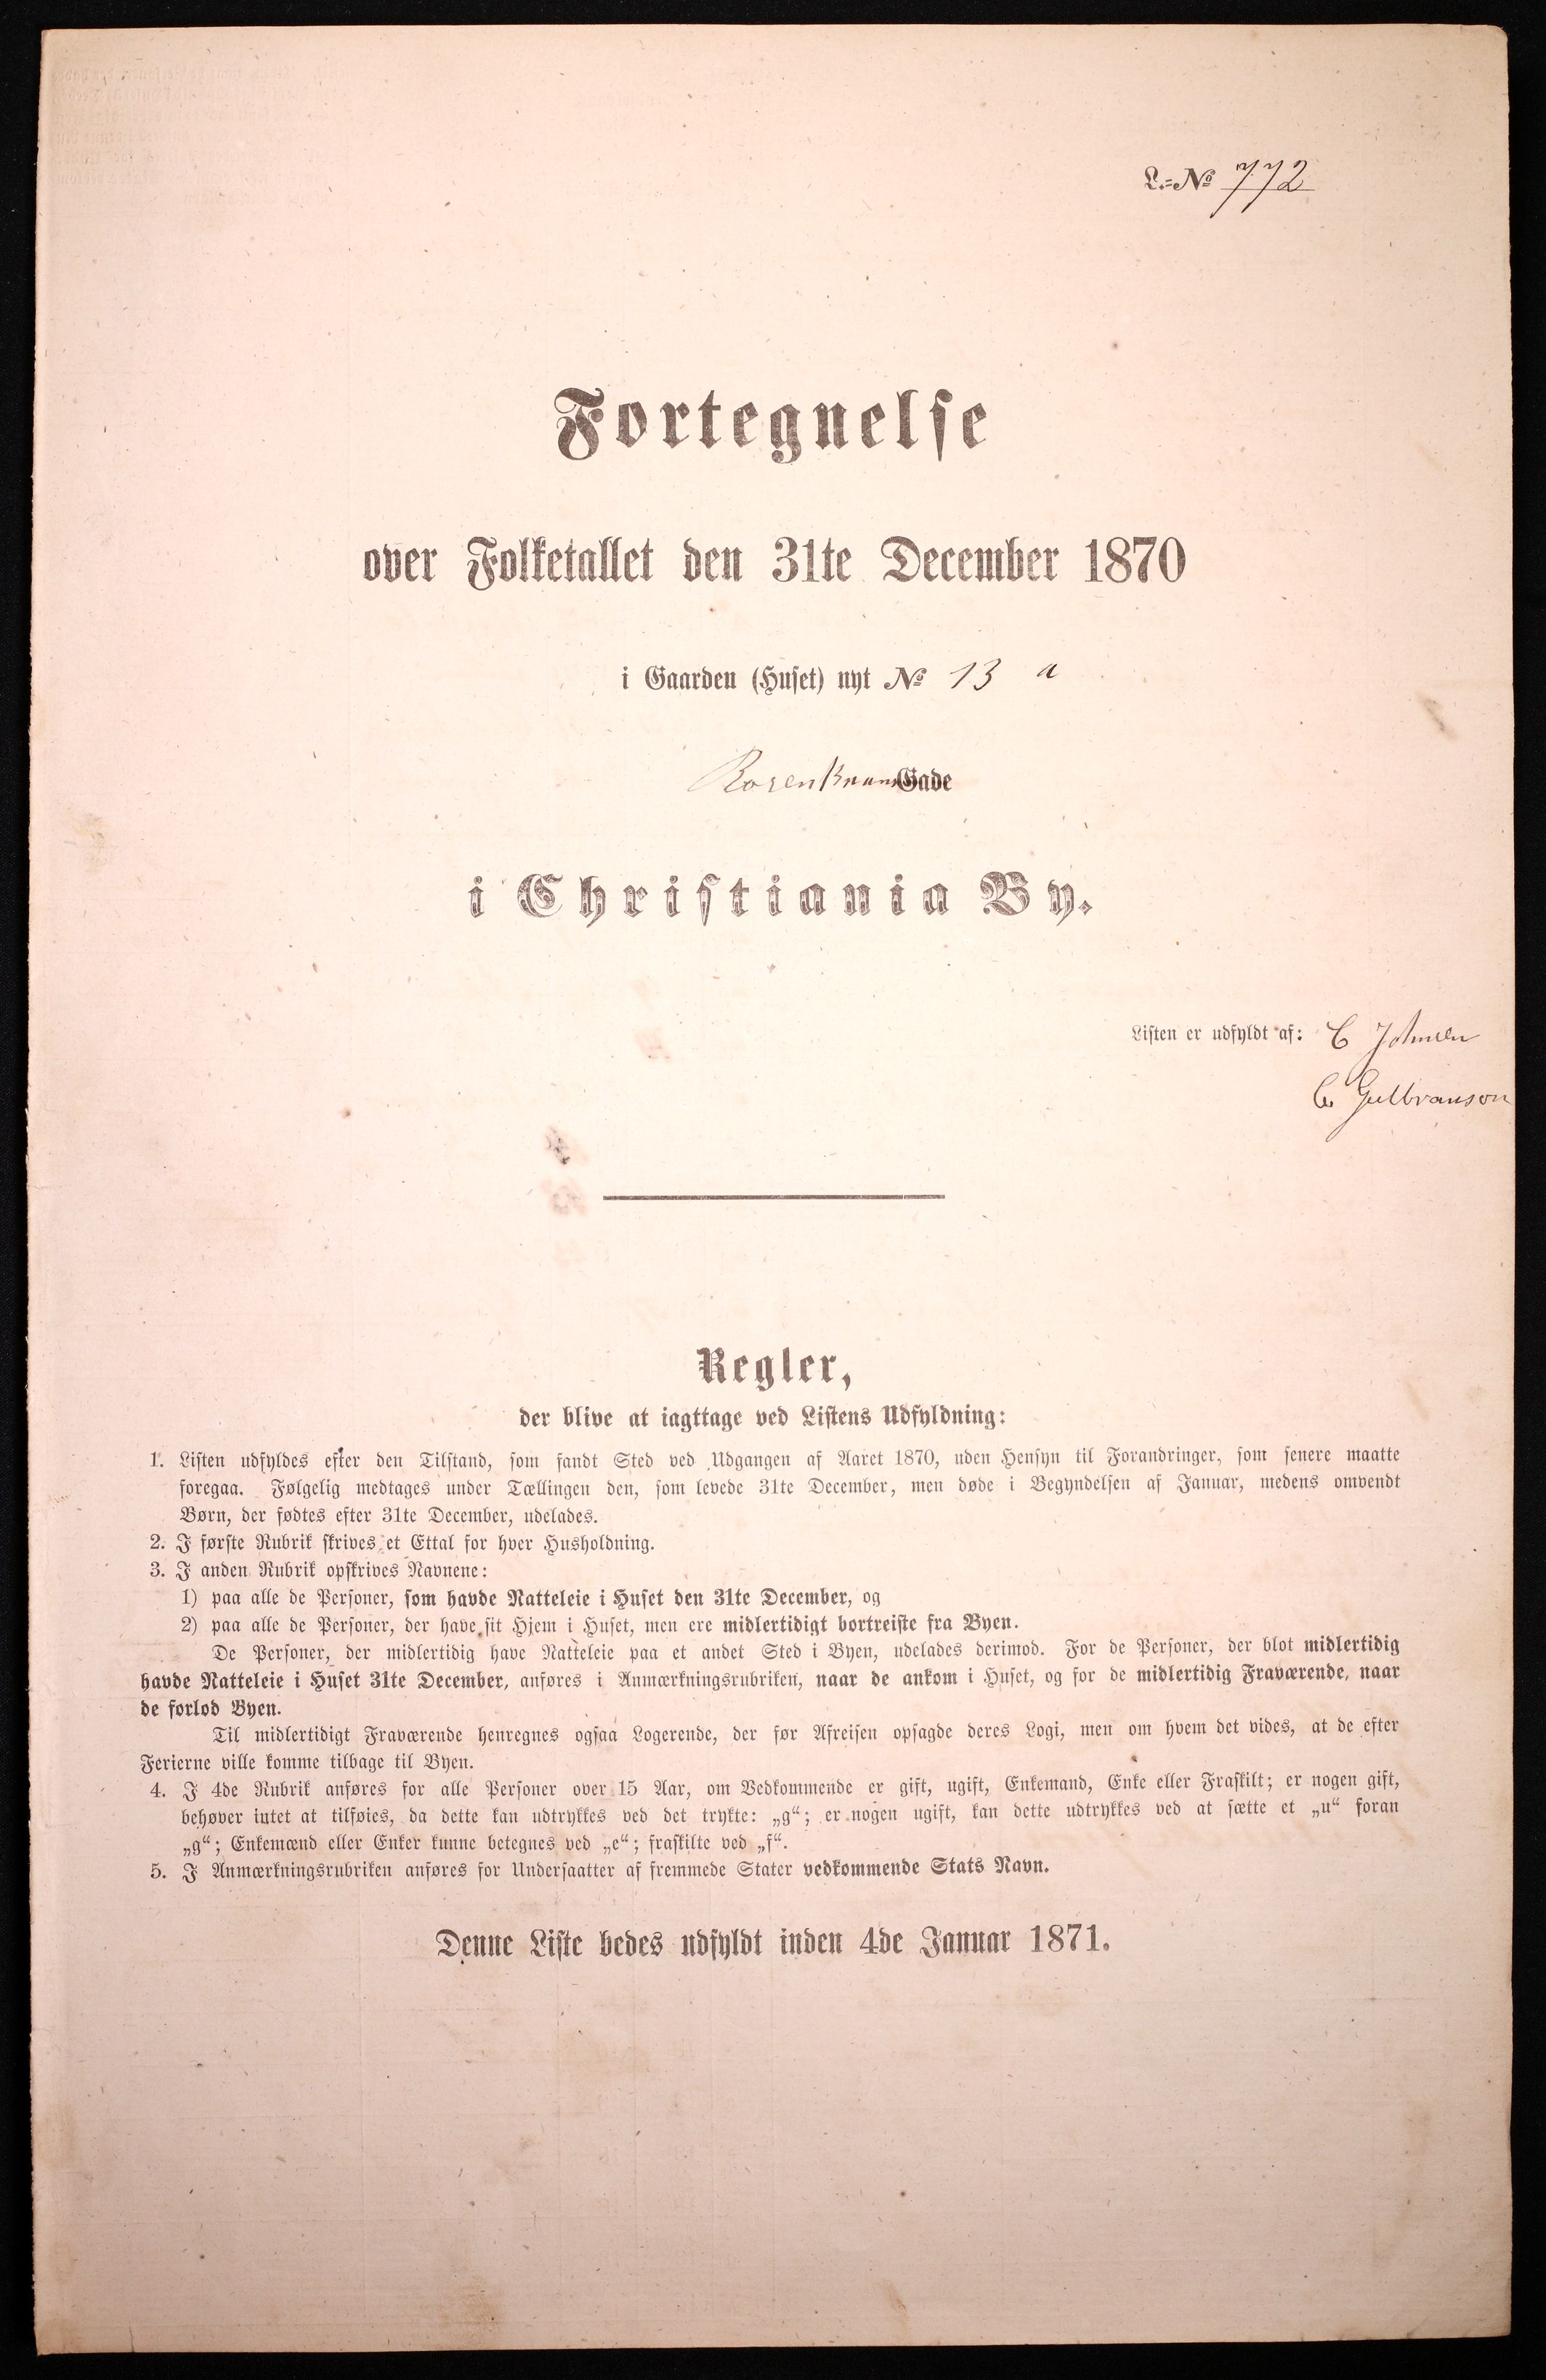 L.-No 772
Fortegnelse
over Folketallet den 31te December 1870
i Gaarden (Huset) nyt No 13 a
Rosenkrans Gade
i Christiania By.
Listen er udfyldt af: C Johnsen
C Gulbranson
Regler,
der blive at iagttage ved Listens Udfyldning:
1. Listen udfyldes efter den Tilstand, som fandt Sted ved Udgangen af Aaret 1870, uden Hensyn til Forandringer, som senere maatte
foregaa. Følgelig medtages under Tællingen den, som levede 31te December, men døde i Begyndelsen af Januar, medens omvendt
Børn, der fødtes efter 31te December, udelades.
2. I første Rubrik skrives et Ettal for hver Husholdning.
3. I anden Rubrik opskrives Navnene:
1) paa alle de Personer, som havde Natteleie i Huset den 31te December, og
2) paa alle de Personer, der have sit Hjem i Huset, men ere midlertidigt bortreiste fra Byen.
De Personer, der midlertidig have Natteleie paa et andet Sted i Byen, udelades derimod. For de Personer, der blot midlertidig
havde Natteleie i Huset 31te December, anføres i Anmærkningsrubriken, naar de ankom i Huset, og for de midlertidig Fraværende, naar
de forlod Byen.
Til midlertidigt Fraværende henregnes ogsaa Logerende, der før Afreisen opsagde deres Logi, men om hvem det vides, at de efter
Ferierne ville komme tilbage til Byen.
4. I 4de Rubrik anføres for alle Personer over 15 Aar, om Vedkommende er gift, ugift, Enkemand, Enke eller Fraskilt; er nogen gift,
behøver intet at tilføies, da dette kan udtrykkes ved det trykte: „g“; er nogen ugift, kan dette udtrykkes ved at sætte et „u“ foran
„g“; Enkemænd eller Enker kunne betegnes ved „e“; fraskilte ved „f“.
5. I Anmærkningsrubriken anføres for Undersaatter af fremmede Stater vedkommende Stats Navn.
Denne Liste bedes udfyldt inden 4de Januar 1871.